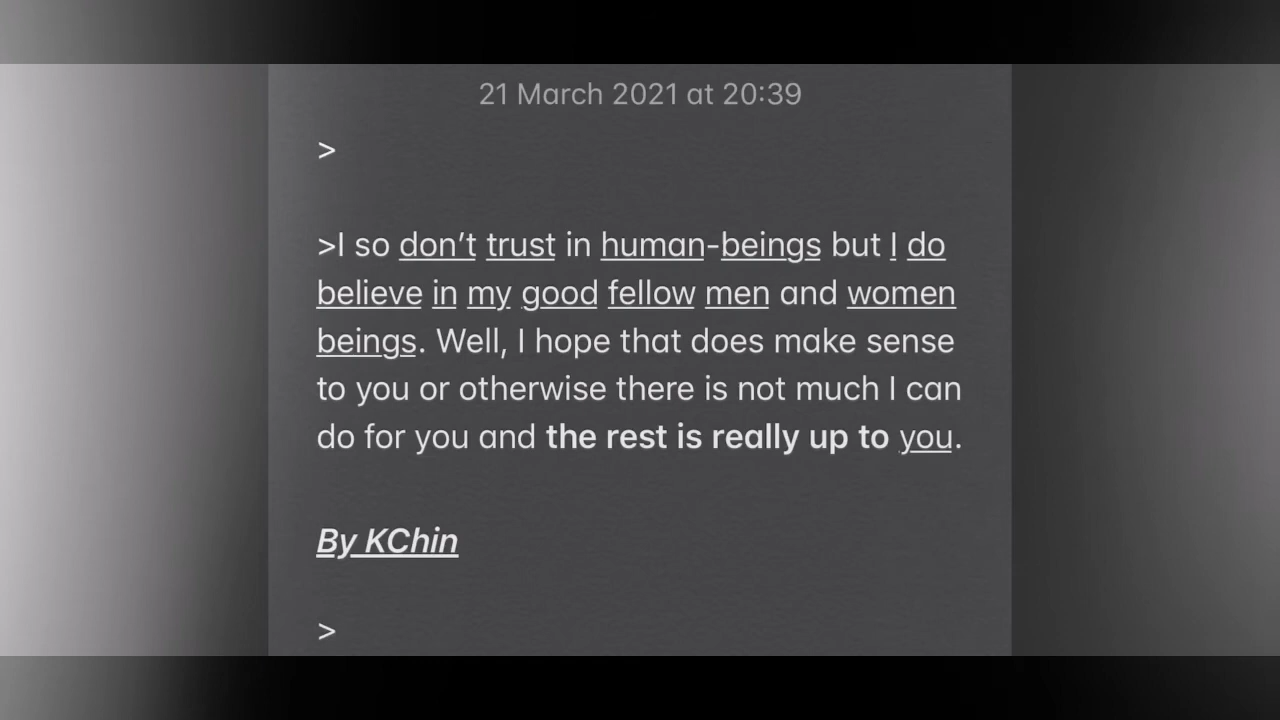 21 March 2021 at 20:39
>
>I so don’t trust in human-beings but I do
believe in my good fellow men and women
beings. Well, I hope that does make sense
to you or otherwise there is not much I can
do for you and the rest is really up to you.
By KChin
>